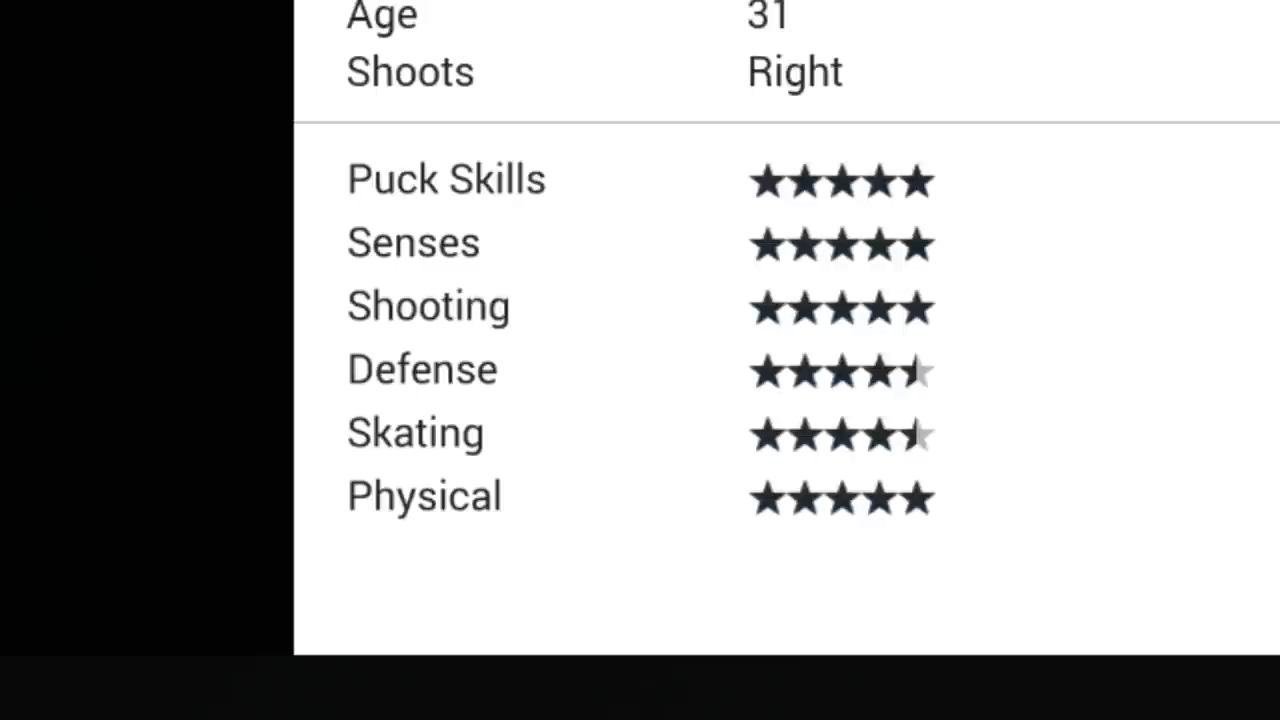 Age 31
Shoots Right
Puck Skills ★★★★★
Senses ★★★★★
Shooting ★★★★★
Defense
Skating
Physical ★★★★★